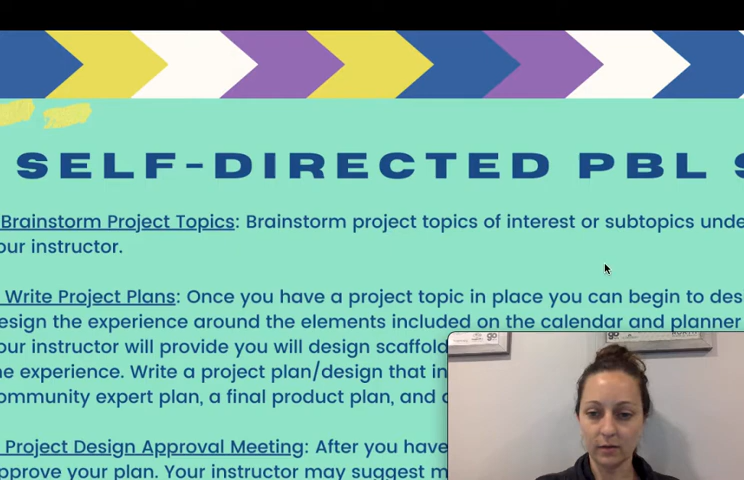 SELF-DIRECTED PBL S
Brainstorm Project Topics: Brainstorm project topics of interest or subtopics unde
our instructor.
Write Project Plans: Once you have a project topic in place you can begin to des
esign the experience around the elements included on the calendar and planner
our instructor will provide you will design scaffold
he experience. Write a project plan/design that in
ommunity expert plan, a final product plan, and
Project Design Approval Meeting: After you have
pprove your plan. Your instructor may suggest m
go
go